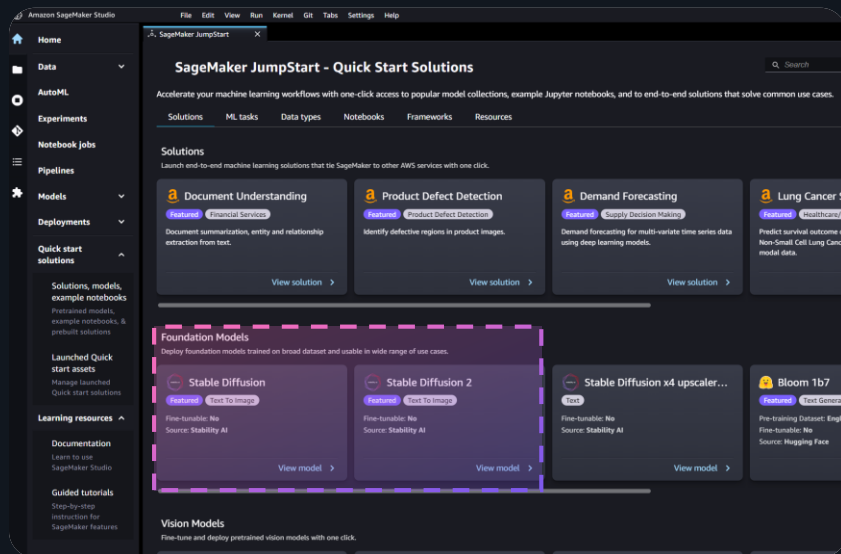 Amazon SageMaker Studio
File Edit View Run Kernel Git Tabs Settings Help
SageMaker JumpStart
Home
Data
AutoML
Experiments
Notebook jobs
Pipelines
Models
Deployments
Quick start
solutions
Solutions, models,
example notebooks
Pretrained models,
example notebooks, &
prebuilt solutions
Launched Quick
start assets
Manage launched
Quick start solutions
Learning resources
Documentation
Learn to use
SageMaker Studio
Guided tutorials
Step-by-step
instruction for
SageMaker features
SageMaker JumpStart - Quick Start Solutions
Search
Accelerate your machine learning workflows with one-click access to popular model collections, example Jupyter notebooks, and to end-to-end solutions that solve common use cases.
Solutions ML tasks Data types Notebooks Frameworks Resources
Solutions
Launch end-to-end machine learning solutions that tie SageMaker to other AWS services with one click.
Document Understanding
Featured Financial Services
Document summarization, entity and relationship
extraction from text.
View solution
Product Defect Detection
Featured Product Defect Detection
Identify defective regions in product images.
View solution
Demand Forecasting
Featured Supply Decision Making
Demand forecasting for multi-variate time series data
using deep learning models.
View solution
Lung Cancer S
Featured Healthcare/
Predict survival outcome
Non-Small Cell Lung Canc
modal data.
Foundation Models
Deploy foundation models trained on broad dataset and usable in wide range of use cases.
Stable Diffusion
Featured Text To Image
Fine-tunable: No
Source: Stability AI
View model
Stable Diffusion 2
Featured Text To Image
Fine-tunable: No
Source: Stability AI
View model
Stable Diffusion x4 upscaler...
Text
Fine-tunable: No
Source: Stability AI
View model
Bloom 1b7
Featured Text Genera
Pre-training Dataset: Engl
Fine-tunable: No
Source: Hugging Face
Vision Models
Fine-tune and deploy pretrained vision models with one click.